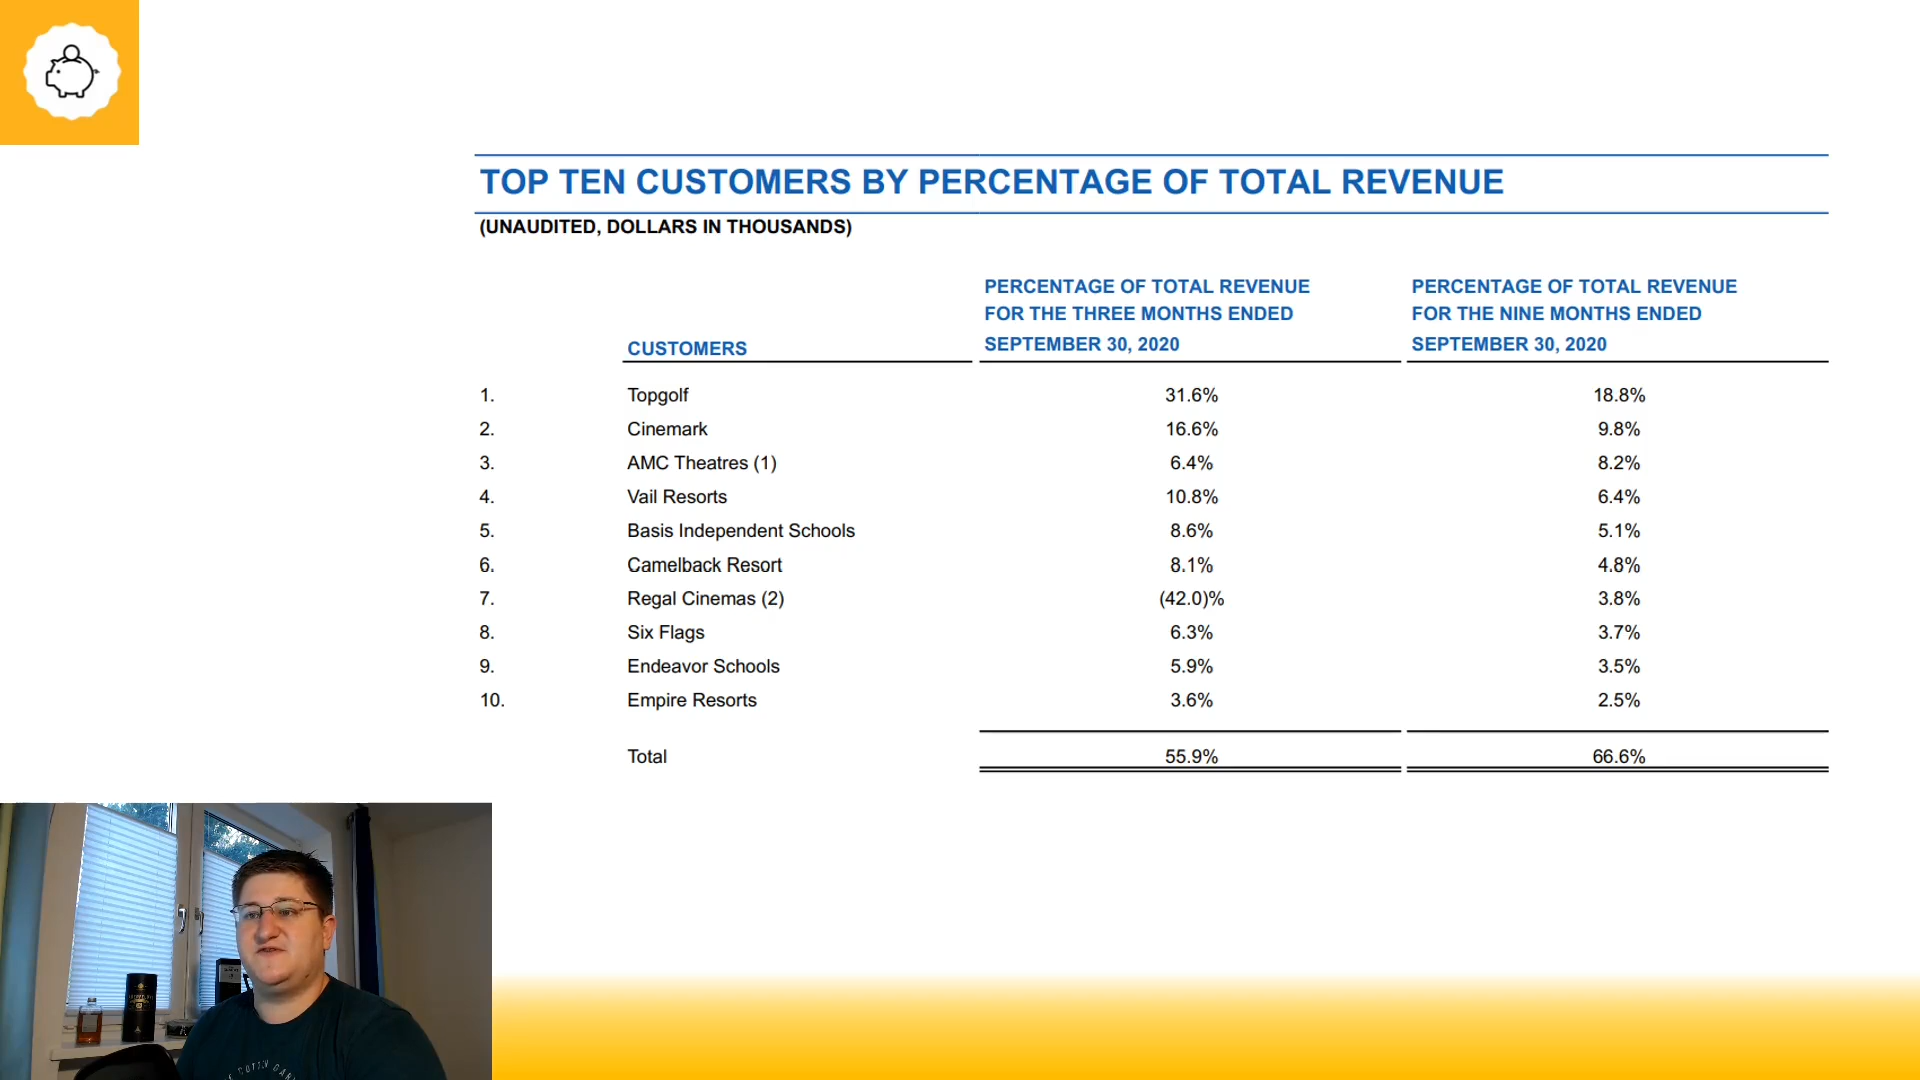 TOP TEN CUSTOMERS BY PERCENTAGE OF TOTAL REVENUE
(UNAUDITED, DOLLARS IN THOUSANDS)
PERCENTAGE OF TOTAL REVENUE PERCENTAGE OF TOTAL REVENUE
FOR THE THREE MONTHS ENDED FOR THE NINE MONTHS ENDED
CUSTOMERS SEPTEMBER 30, 2020 SEPTEMBER 30, 2020
1. Topgolf 31.6% 18.8%
2. Cinemark 16.6% 9.8%
3. AMC Theatres (1) 6.4% 8.2%
4. Vail Resorts 10.8% 6.4%
5. Basis Independent Schools 8.6% 5.1%
6. Camelback Resort 8.1% 4.8%
7. Regal Cinemas (2) (42.0)% 3.8%
8. Six Flags 6.3% 3.7%
9. Endeavor Schools 5.9% 3.5%
10. Empire Resorts 3.6% 2.5%
Total 55.9% 66.6%